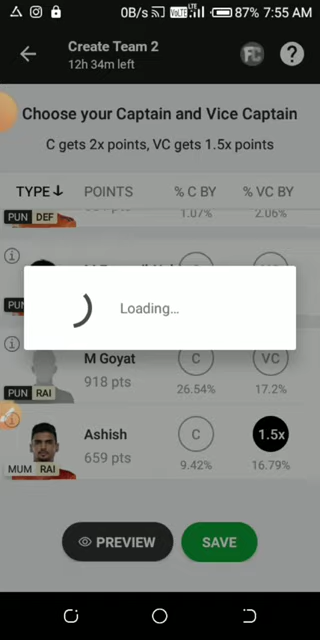 0B/s VoLTE LTE 87% 7:55 AM
Create Team 2
12h 34m left
FC ?
Choose your Captain and Vice Captain
C gets 2x points, VC gets 1.5x points
TYPE POINTS % C BY % VC BY
PUN DEF 1.07% 2.06%
PUN
Loading...
M Goyat
918 pts
C VC
26.54% 17.2%
PUN RAI
Ashish
659 pts
C 1.5x
9.42% 16.79%
MUM RAI
PREVIEW SAVE